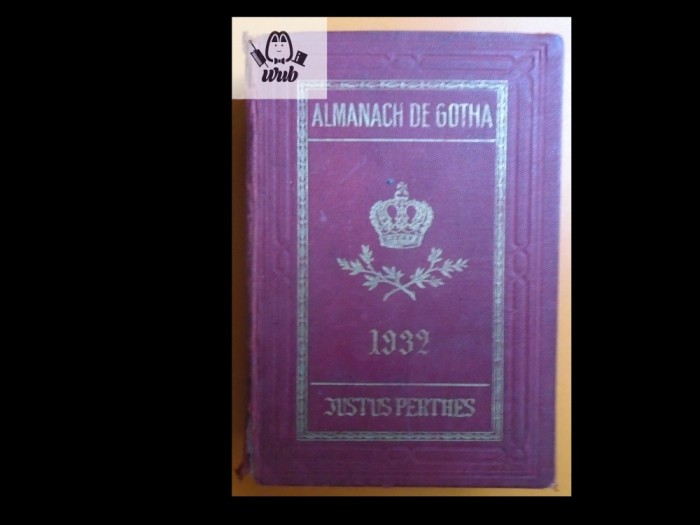 wub
ALMANACH DE GOTHA
1932
JUSTUS PERTHES